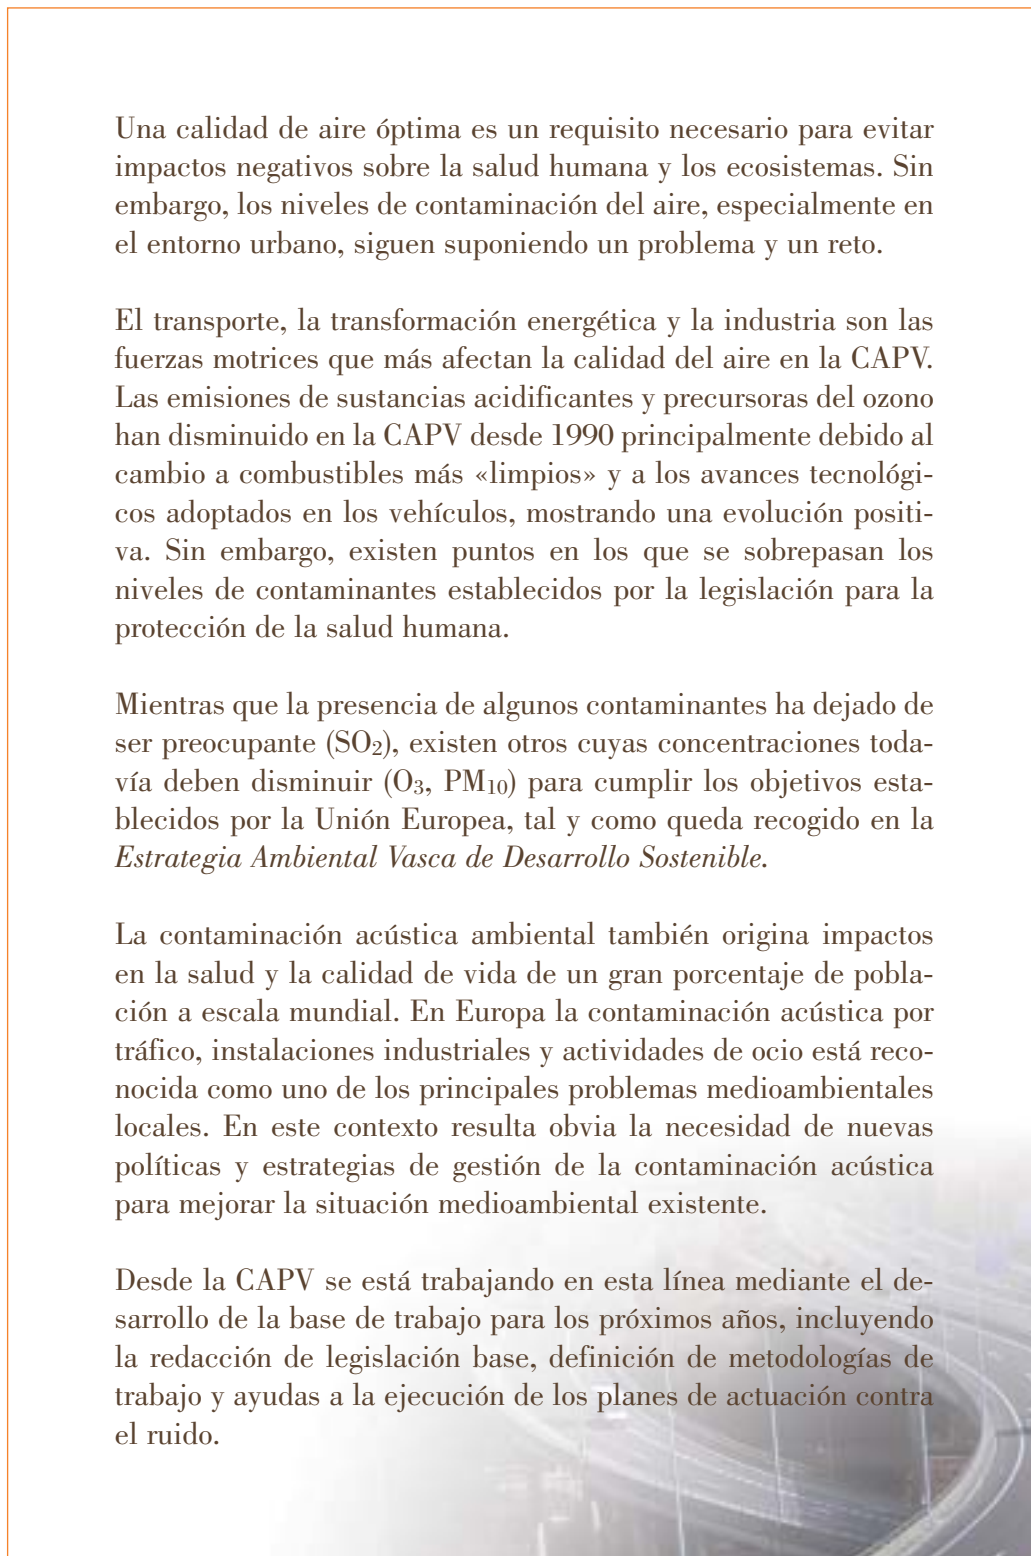 Una calidad de aire óptima es un requisito necesario para evitar
impactos negativos sobre la salud humana y los ecosistemas. Sin
embargo, los niveles de contaminación del aire, especialmente en
el entorno urbano, siguen suponiendo un problema y un reto.
El transporte, la transformación energética y la industria son las
fuerzas motrices que más afectan la calidad del aire en la CAPV.
Las emisiones de sustancias acidificantes y precursoras del ozono
han disminuido en la CAPV desde 1990 principalmente debido al
cambio a combustibles más «limpios» y a los avances tecnológi-
cos adoptados en los vehículos, mostrando una evolución positi-
va. Sin embargo, existen puntos en los que se sobrepasan los
niveles de contaminantes establecidos por la legislación para la
protección de la salud humana.
Mientras que la presencia de algunos contaminantes ha dejado de
ser preocupante (SO₂), existen otros cuyas concentraciones toda-
vía deben disminuir (O₃, PM₁₀) para cumplir los objetivos esta-
blecidos por la Unión Europea, tal y como queda recogido en la
Estrategia Ambiental Vasca de Desarrollo Sostenible.
La contaminación acústica ambiental también origina impactos
en la salud y la calidad de vida de un gran porcentaje de pobla-
ción a escala mundial. En Europa la contaminación acústica por
tráfico, instalaciones industriales y actividades de ocio está reco-
nocida como uno de los principales problemas medioambientales
locales. En este contexto resulta obvia la necesidad de nuevas
políticas y estrategias de gestión de la contaminación acústica
para mejorar la situación medioambiental existente.
Desde la CAPV se está trabajando en esta línea mediante el de-
sarrollo de la base de trabajo para los próximos años, incluyendo
la redacción de legislación base, definición de metodologías de
trabajo y ayudas a la ejecución de los planes de actuación contra
el ruido.